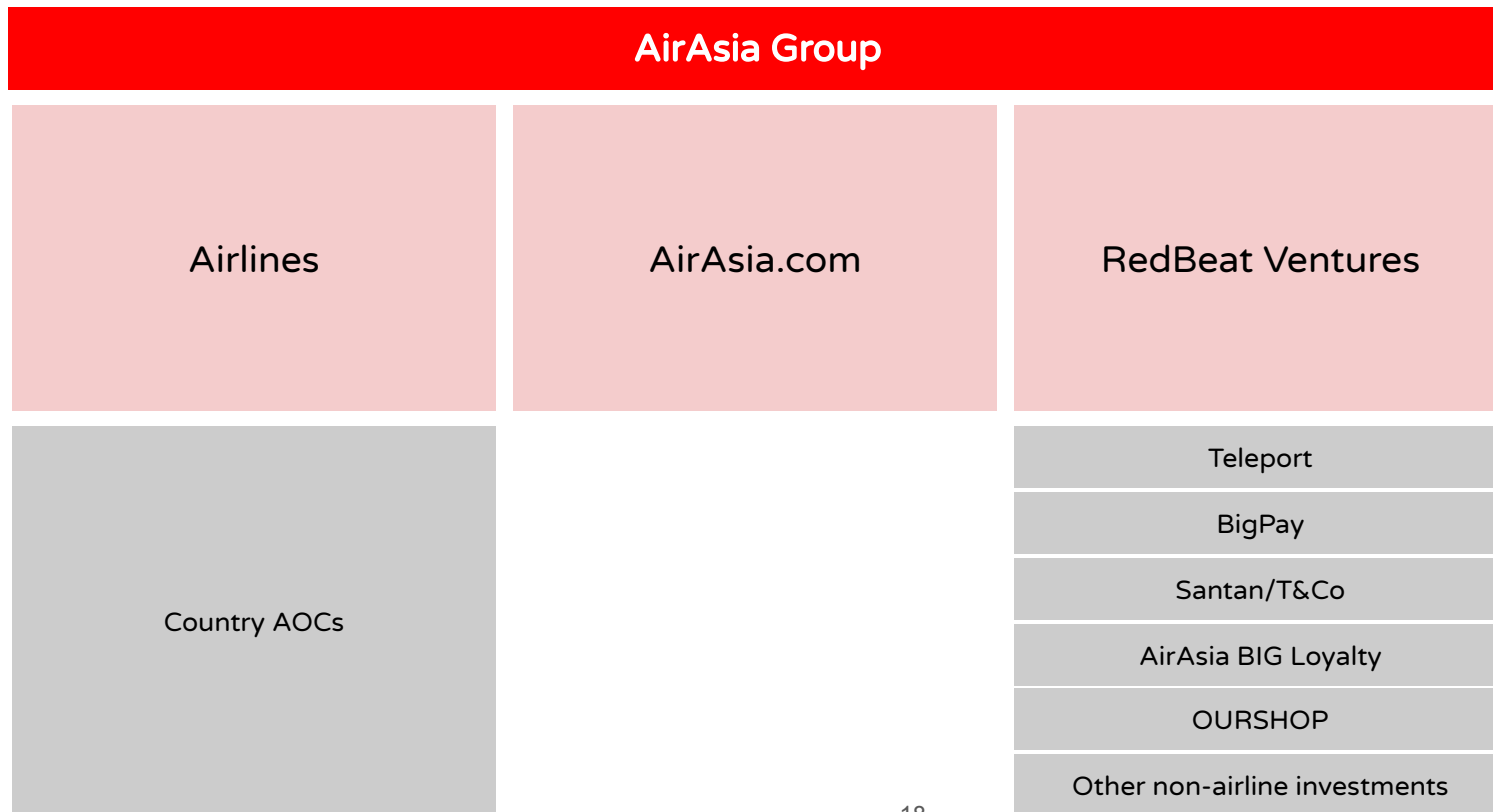 AirAsia Group
Airlines
AirAsia.com
RedBeat Ventures
Country AOCs
Teleport
BigPay
Santan/T&Co
AirAsia BIG Loyalty
OURSHOP
Other non-airline investments
18